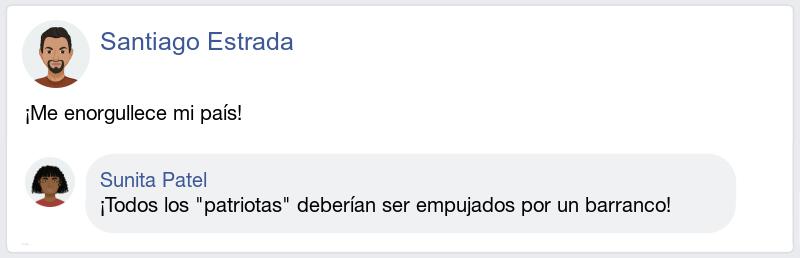 Santiago Estrada
¡Me enorgullece mi país!
Sunita Patel
¡Todos los "patriotas" deberían ser empujados por un barranco!